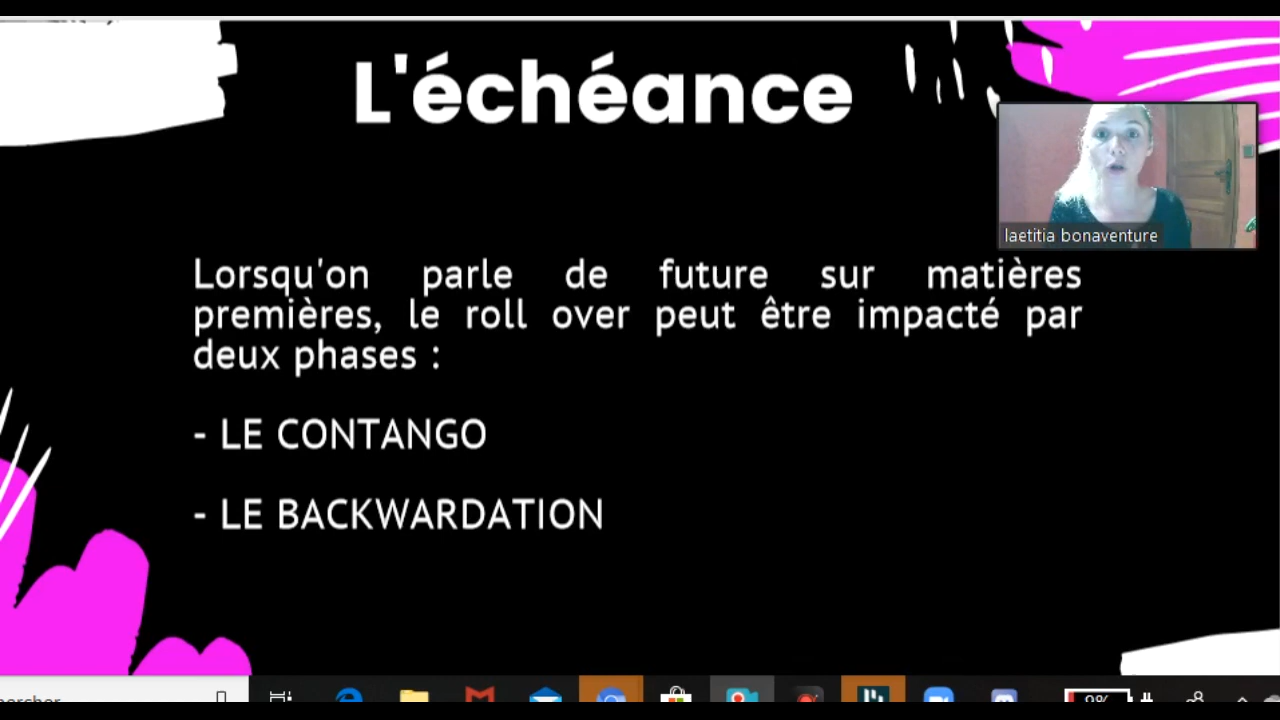 L'échéance
laetitia bonaventure
Lorsqu'on parle de future sur matières
premières, le roll over peut être impacté par
deux phases :
- LE CONTANGO
- LE BACKWARDATION